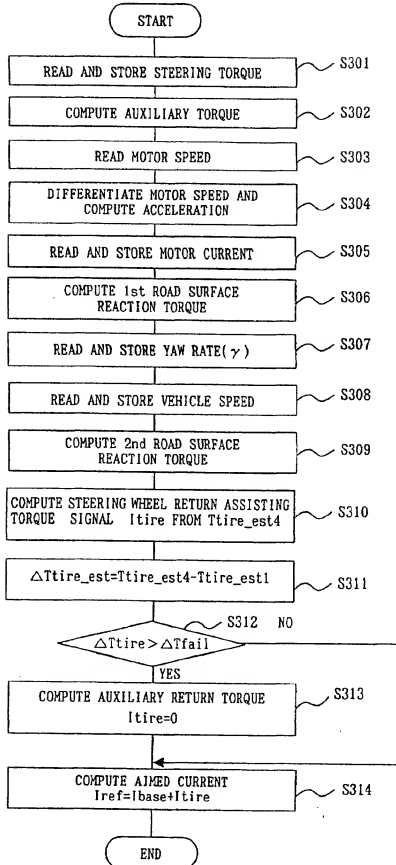 START
READ AND STORE STEERING TORQUE
S301
COMPUTE AUXILIARY TORQUE
S302
READ MOTOR SPEED
S303
DIFFERENTIATE MOTOR SPEED AND
COMPUTE ACCELERATION
S304
READ AND STORE MOTOR CURRENT
S305
COMPUTE 1st ROAD SURFACE
REACTION TORQUE
S306
READ AND STORE YAW RATE(γ)
S307
READ AND STORE VEHICLE SPEED
S308
COMPUTE 2nd ROAD SURFACE
REACTION TORQUE
S309
COMPUTE STEERING WHEEL RETURN ASSISTING
TORQUE SIGNAL Itire FROM Ttire_est4
S310
△Ttire_est=Ttire_est4-Ttire_est1
S311
S312 NO
△Ttire>△Tfail
YES
COMPUTE AUXILIARY RETURN TORQUE
Itire=0
S313
COMPUTE AIMED CURRENT
Iref=Ibase+Itire
S314
END